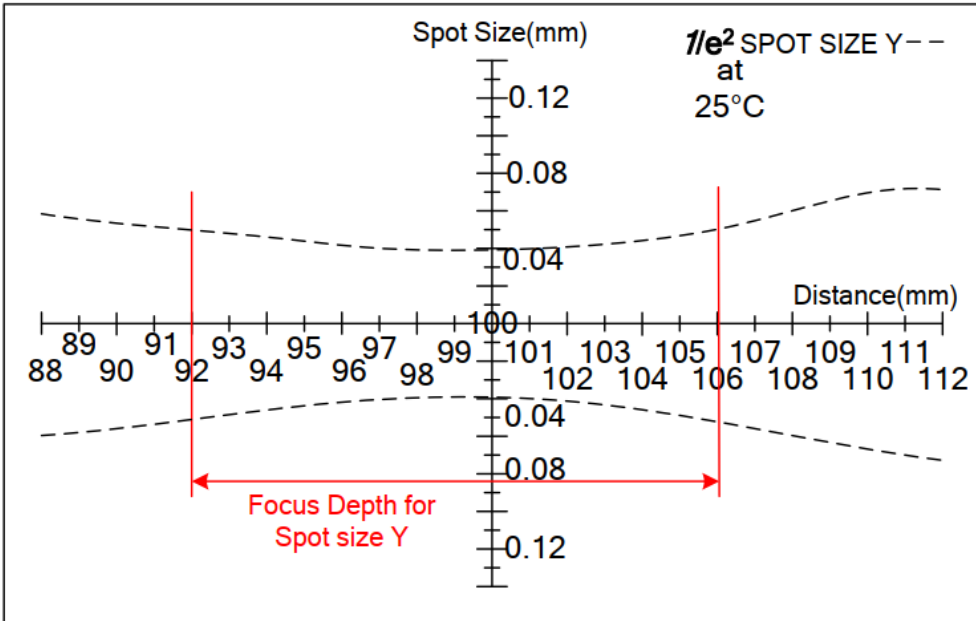 Spot Size(mm)
1/e² SPOT SIZE Y
at
25°C
0.12
0.08
0.04
Distance(mm)
100
89 91 93 95 97 99 101 103 105 107 109 111
88 90 92 94 96 98 102 104 106 108 110 112
0.04
0.08
Focus Depth for
Spot size Y
0.12